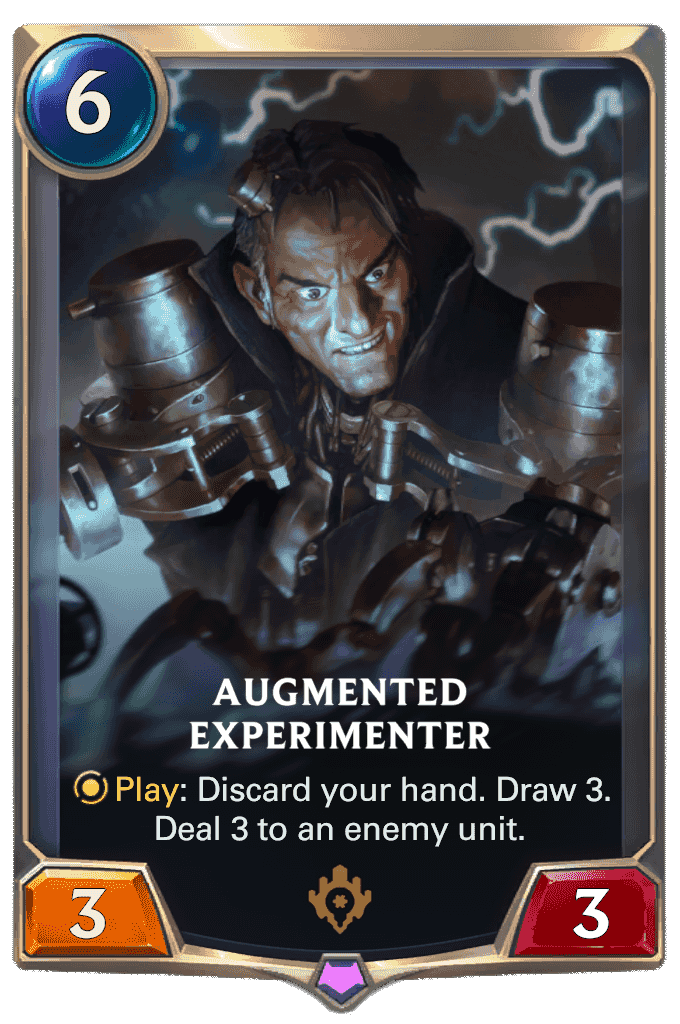 6
AUGMENTED
EXPERIMENTER
Play: Discard your hand. Draw 3.
Deal 3 to an enemy unit.
3
3